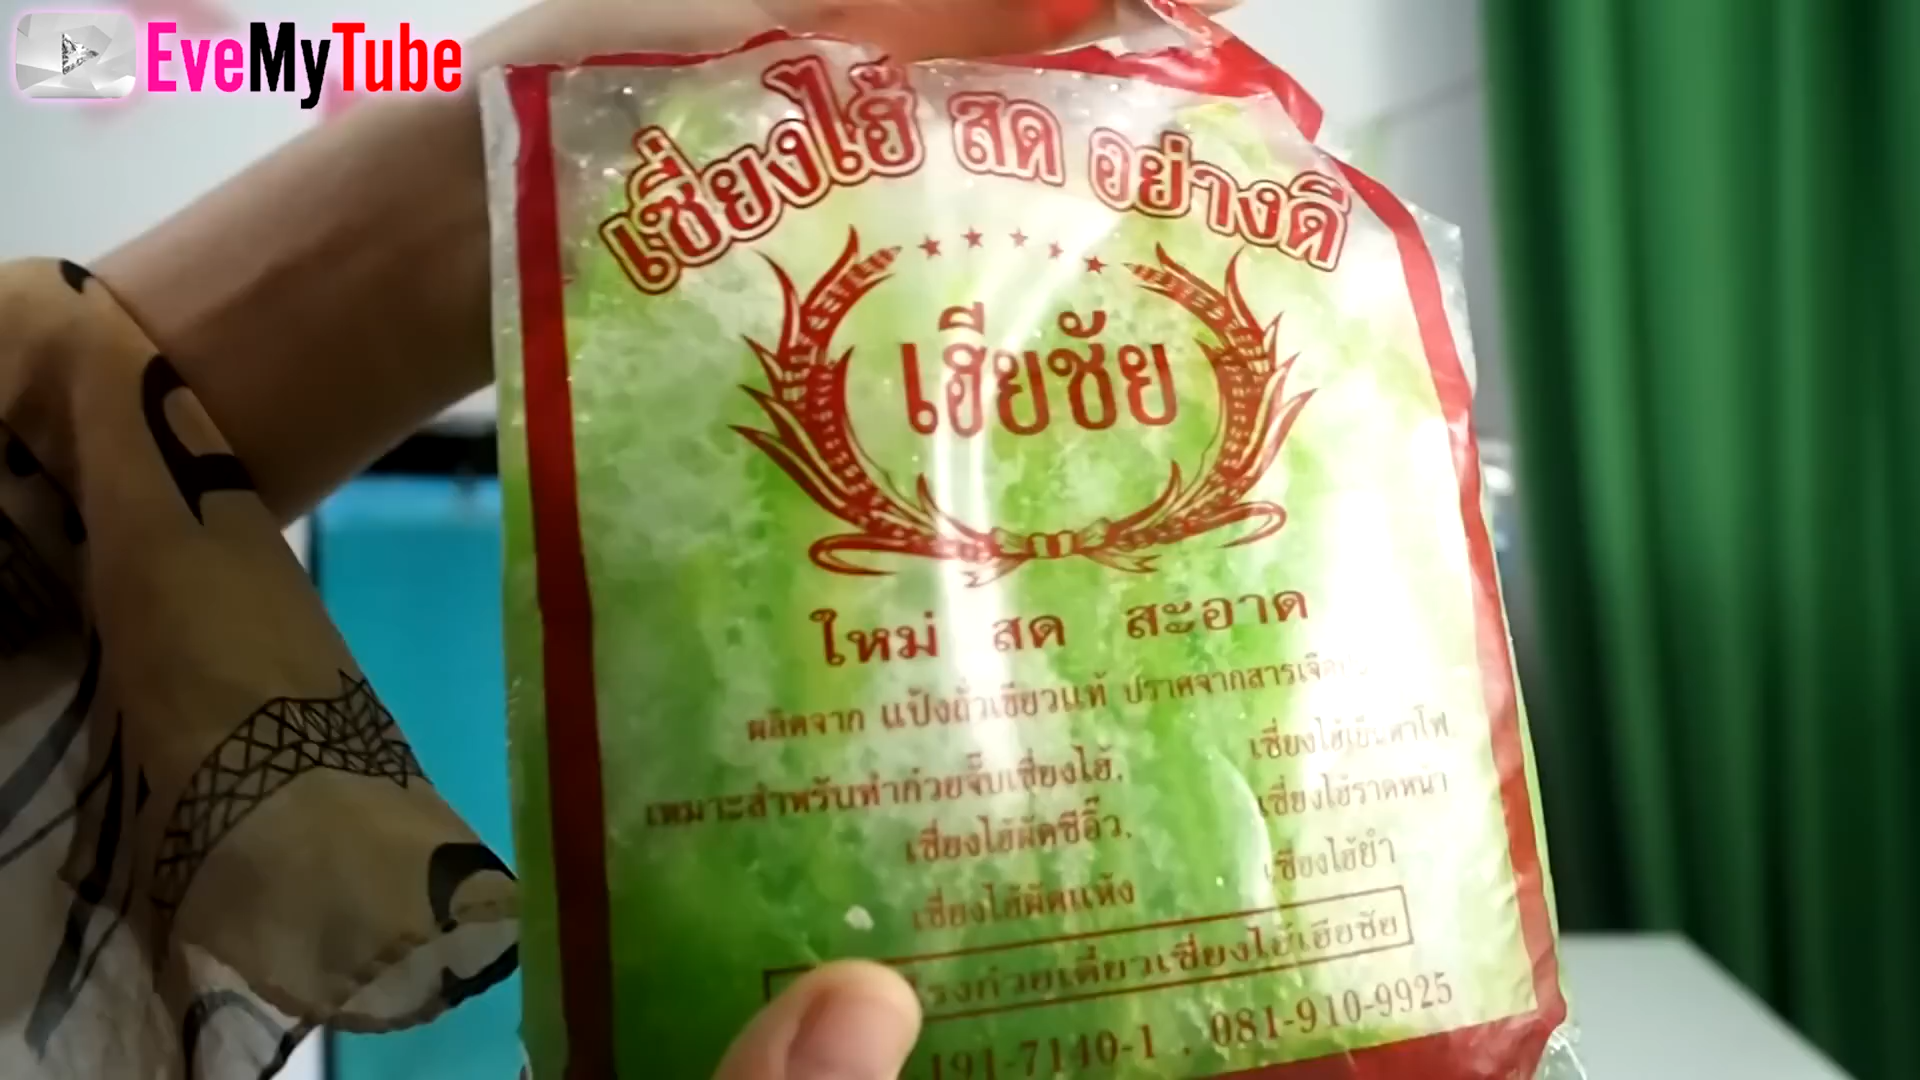 EveMyTube
เซี่ยงไฮ้ สด อย่างดี
เฮียชัย
ใหม่ สด สะอาด
ผลิตจาก แป้งถั่วเขียวแท้ ปราศจากสารเจือ
เหมาะสำหรับทำก๋วยจั๊บเซี่ยงไฮ้,
เซี่ยงไฮ้ผัดซีอิ๊ว,
เซี่ยงไฮ้ผัดแห้ง
เซี่ยงไฮ้เย็นตาโฟ
เซี่ยงไฮ้ราดหน้า
เซี่ยงไฮ้ยำ
โรงก๋วยเตี๋ยวเซี่ยงไฮ้เฮียชัย
191-7140-1 , 081-910-9925